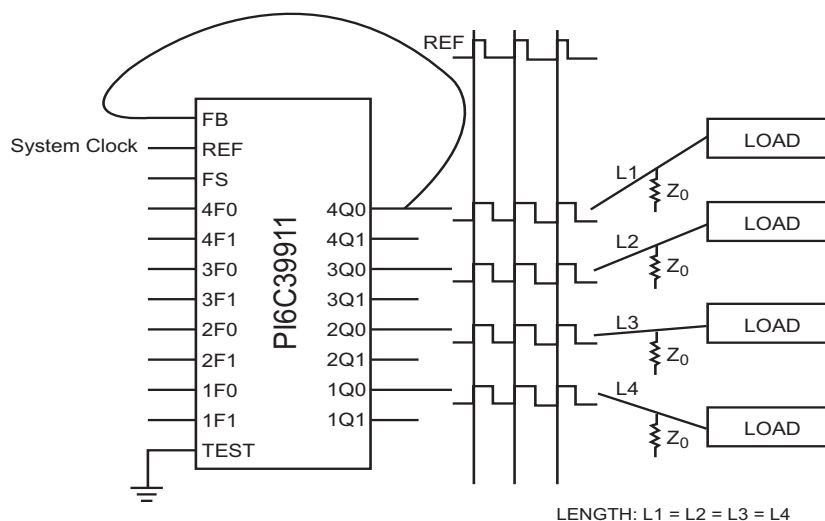 REF
FB
System Clock
REF
FS
4F0
4F1
3F0
3F1
2F0
2F1
1F0
1F1
TEST
PI6C39911
4Q0
4Q1
3Q0
3Q1
2Q0
2Q1
1Q0
1Q1
L1
Z0
LOAD
L2
Z0
LOAD
L3
Z0
LOAD
L4
Z0
LOAD
LENGTH: L1 = L2 = L3 = L4